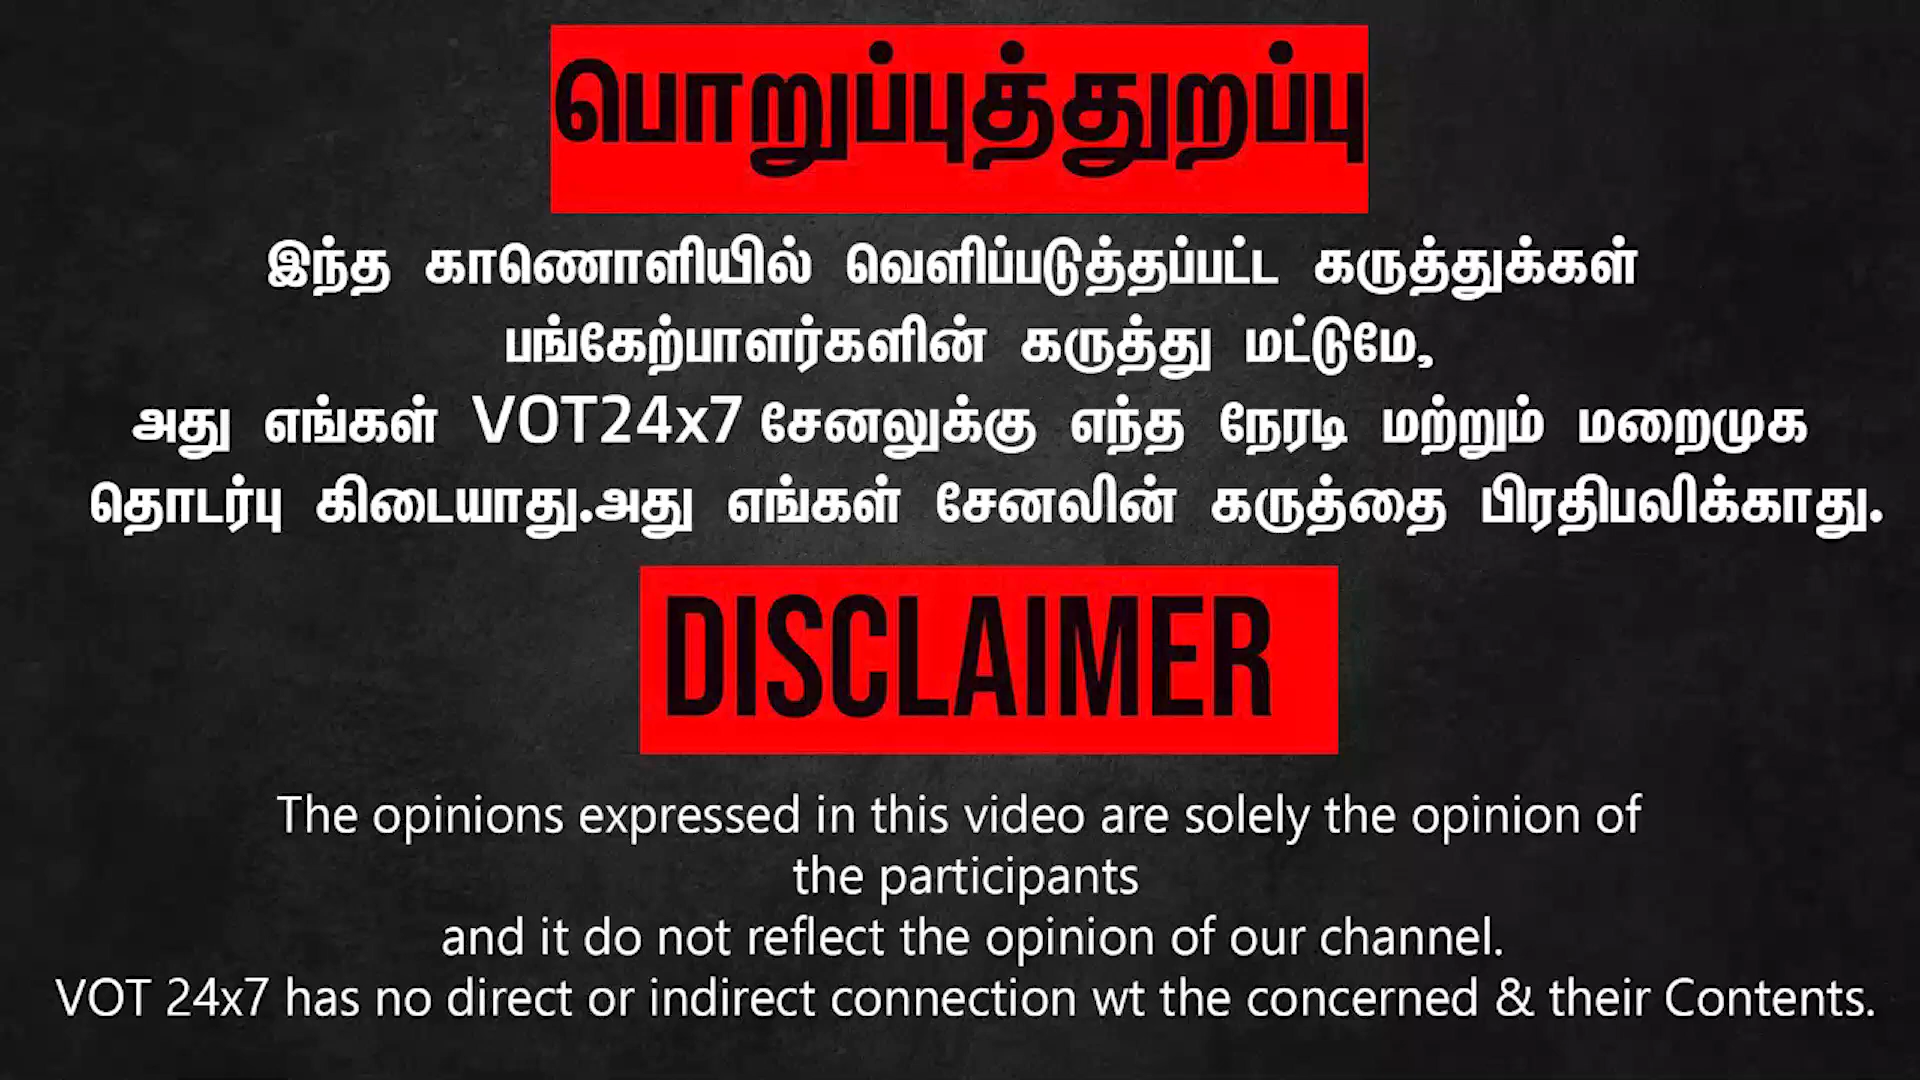 பொறுப்புத்துறப்பு
இந்த காணொளியில் வெளிப்படுத்தப்பட்ட கருத்துக்கள்
பங்கேற்பாளர்களின் கருத்து மட்டுமே,
அது எங்கள் VOT24x7 சேனலுக்கு எந்த நேரடி மற்றும் மறைமுக
தொடர்பு கிடையாது.அது எங்கள் சேனலின் கருத்தை பிரதிபலிக்காது.
DISCLAIMER
The opinions expressed in this video are solely the opinion of
the participants
and it do not reflect the opinion of our channel.
VOT 24x7 has no direct or indirect connection wt the concerned & their Contents.